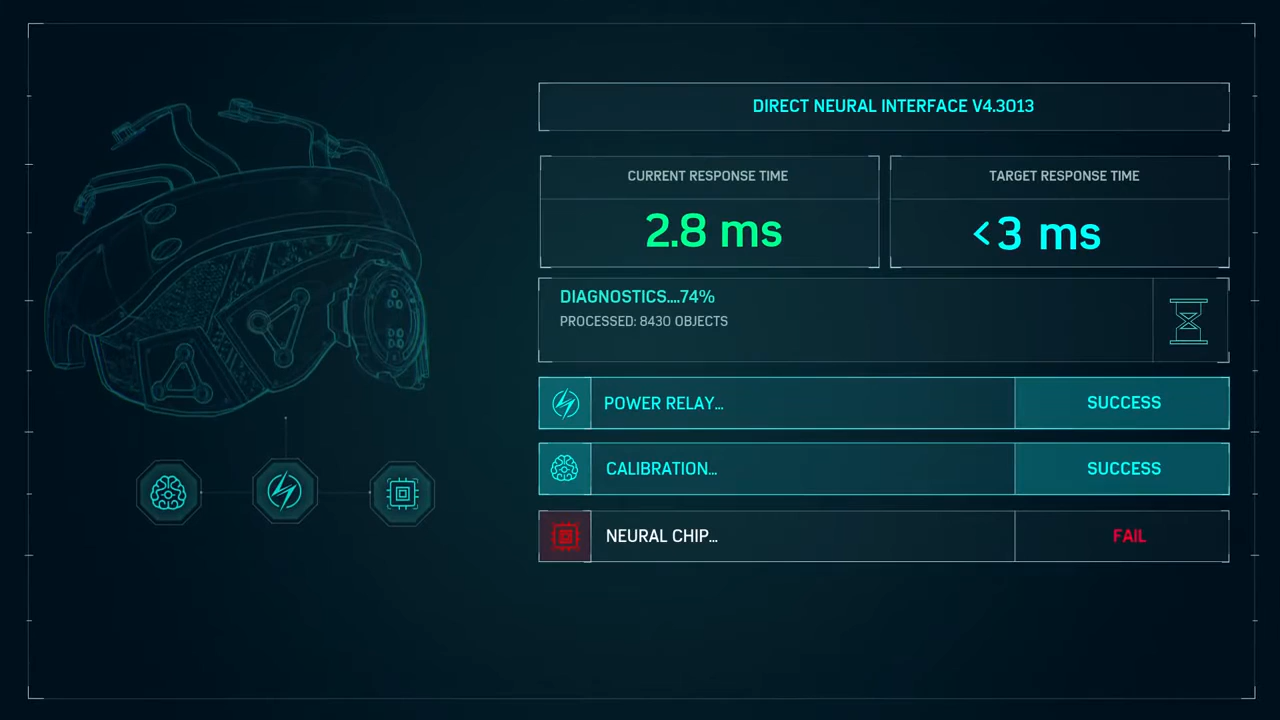 DIRECT NEURAL INTERFACE V4.3013
CURRENT RESPONSE TIME
2.8 ms
TARGET RESPONSE TIME
<3 ms
DIAGNOSTICS....74%
PROCESSED: 8430 OBJECTS
POWER RELAY...
SUCCESS
CALIBRATION...
SUCCESS
NEURAL CHIP...
FAIL